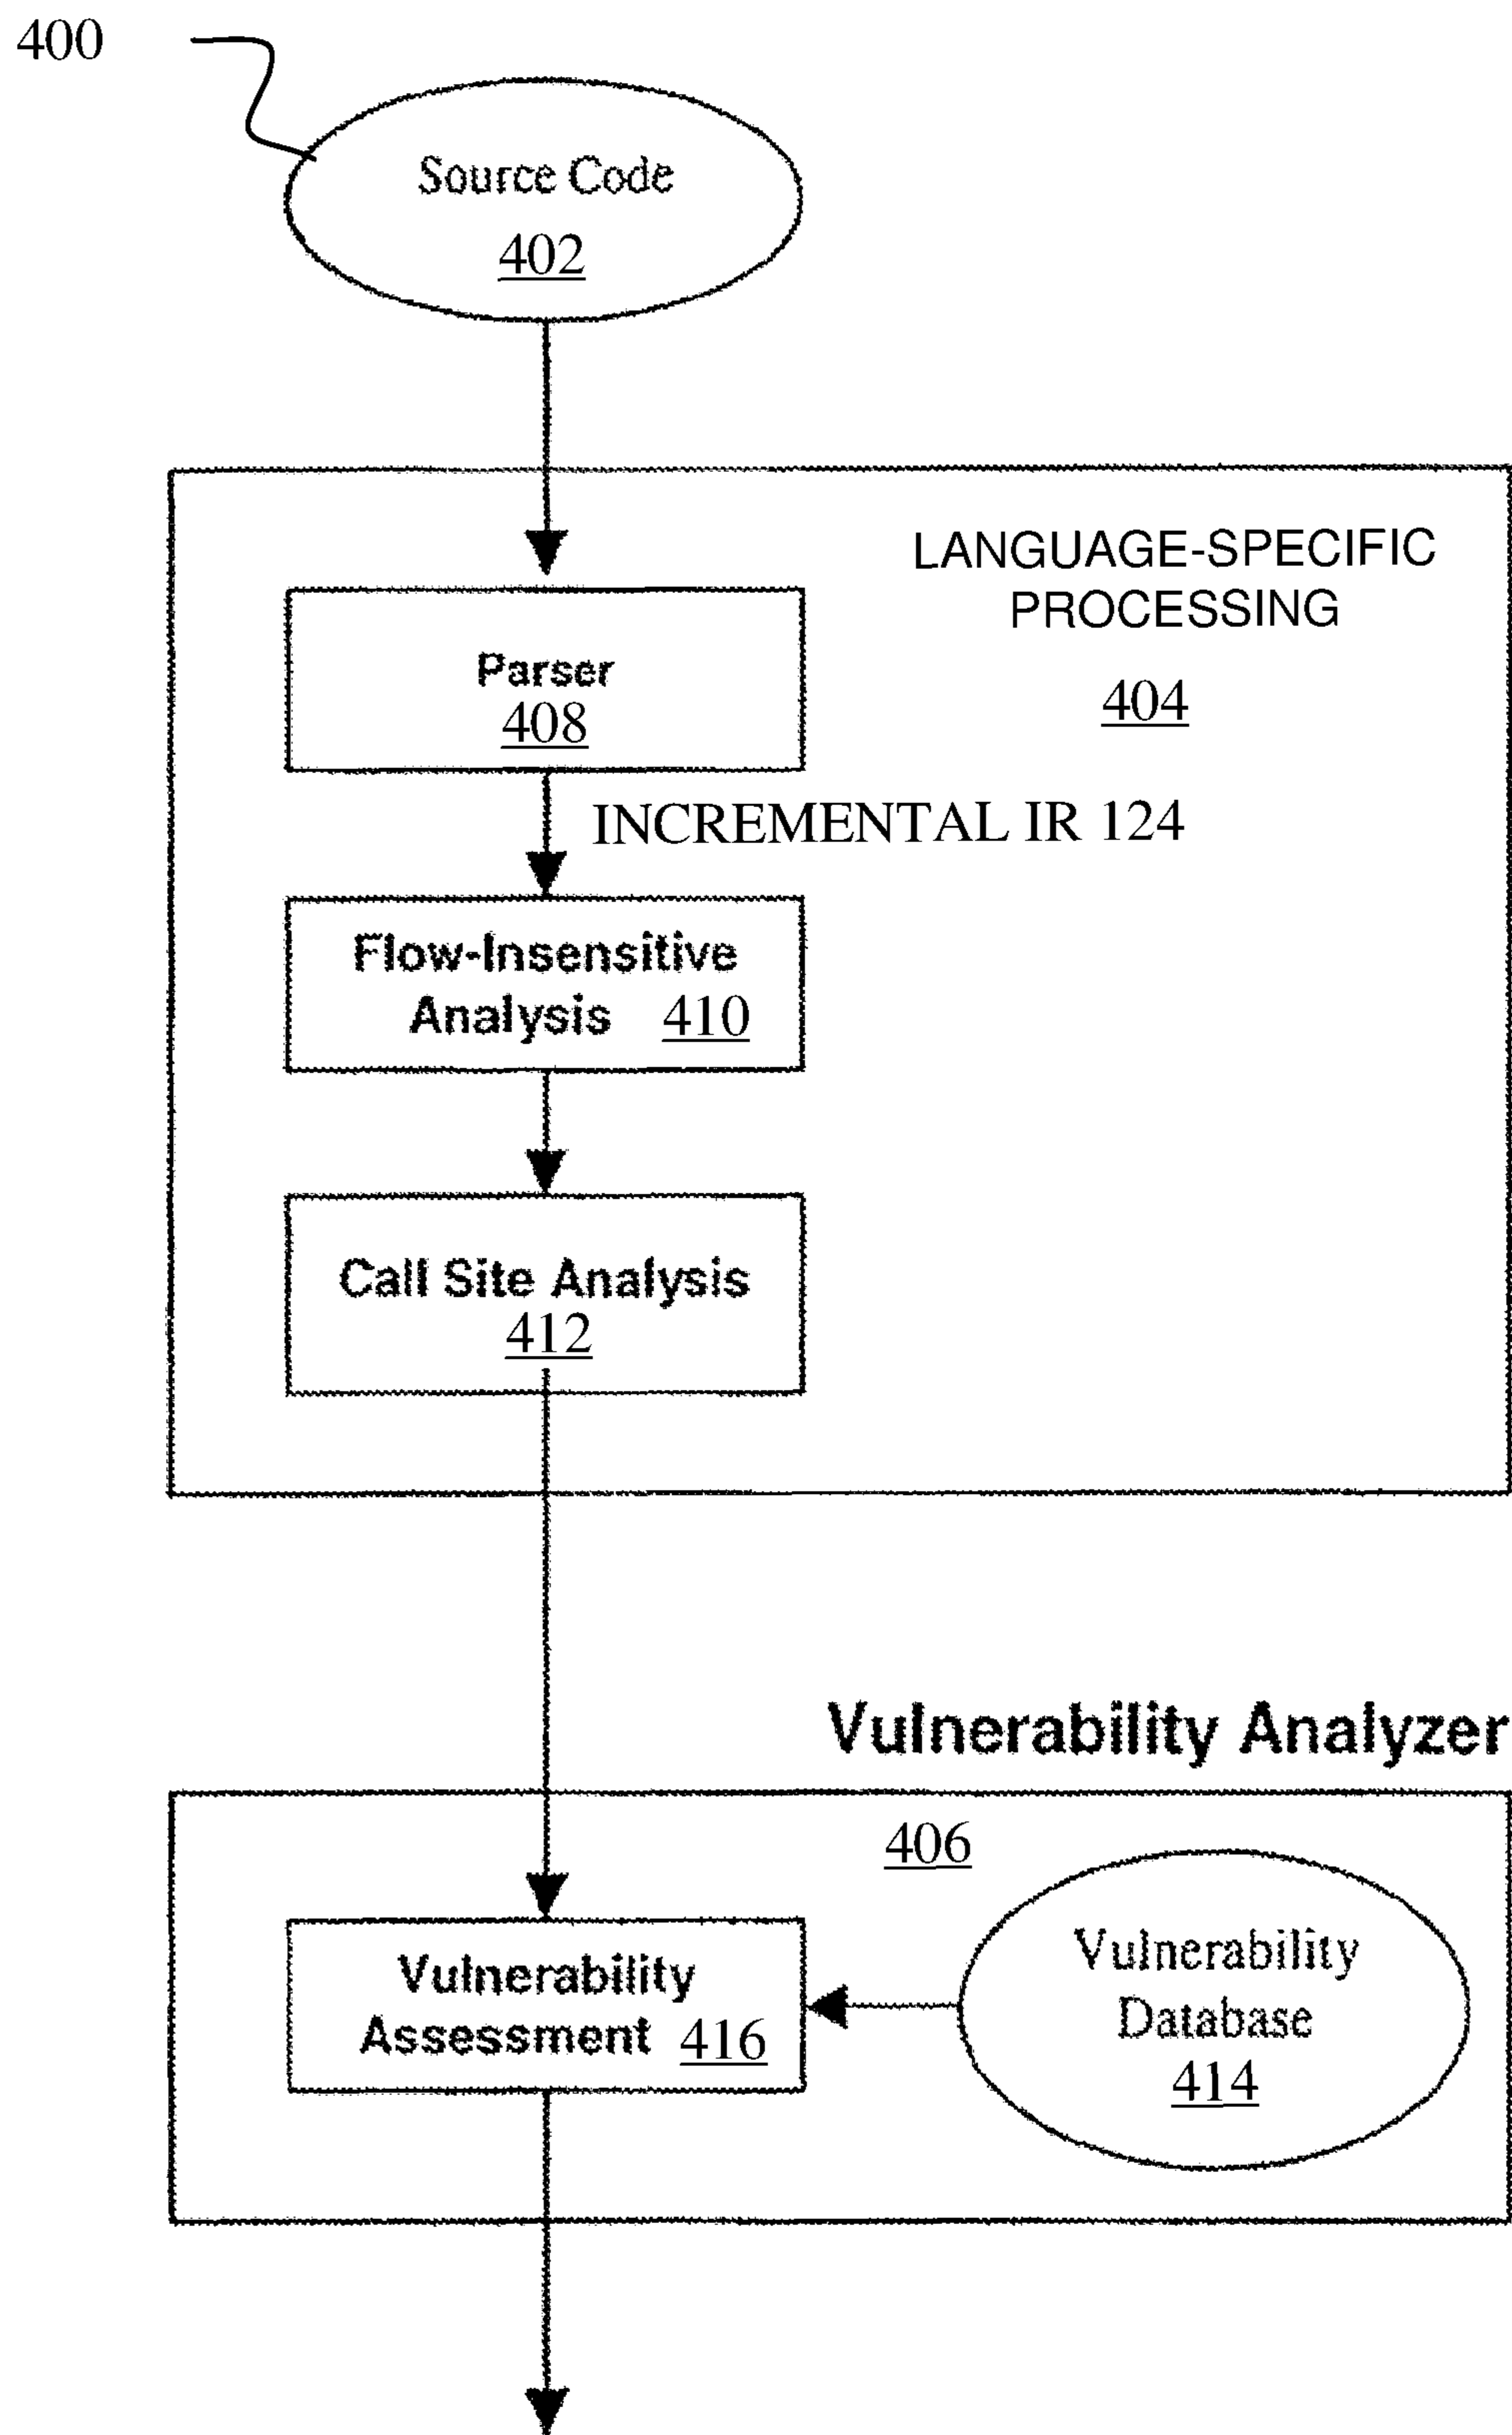 400
Source Code
402
LANGUAGE-SPECIFIC
PROCESSING
404
Parser
408
INCREMENTAL IR 124
Flow-Insensitive
Analysis 410
Call Site Analysis
412
Vulnerability Analyzer
406
Vulnerability
Assessment 416
Vulnerability
Database
414